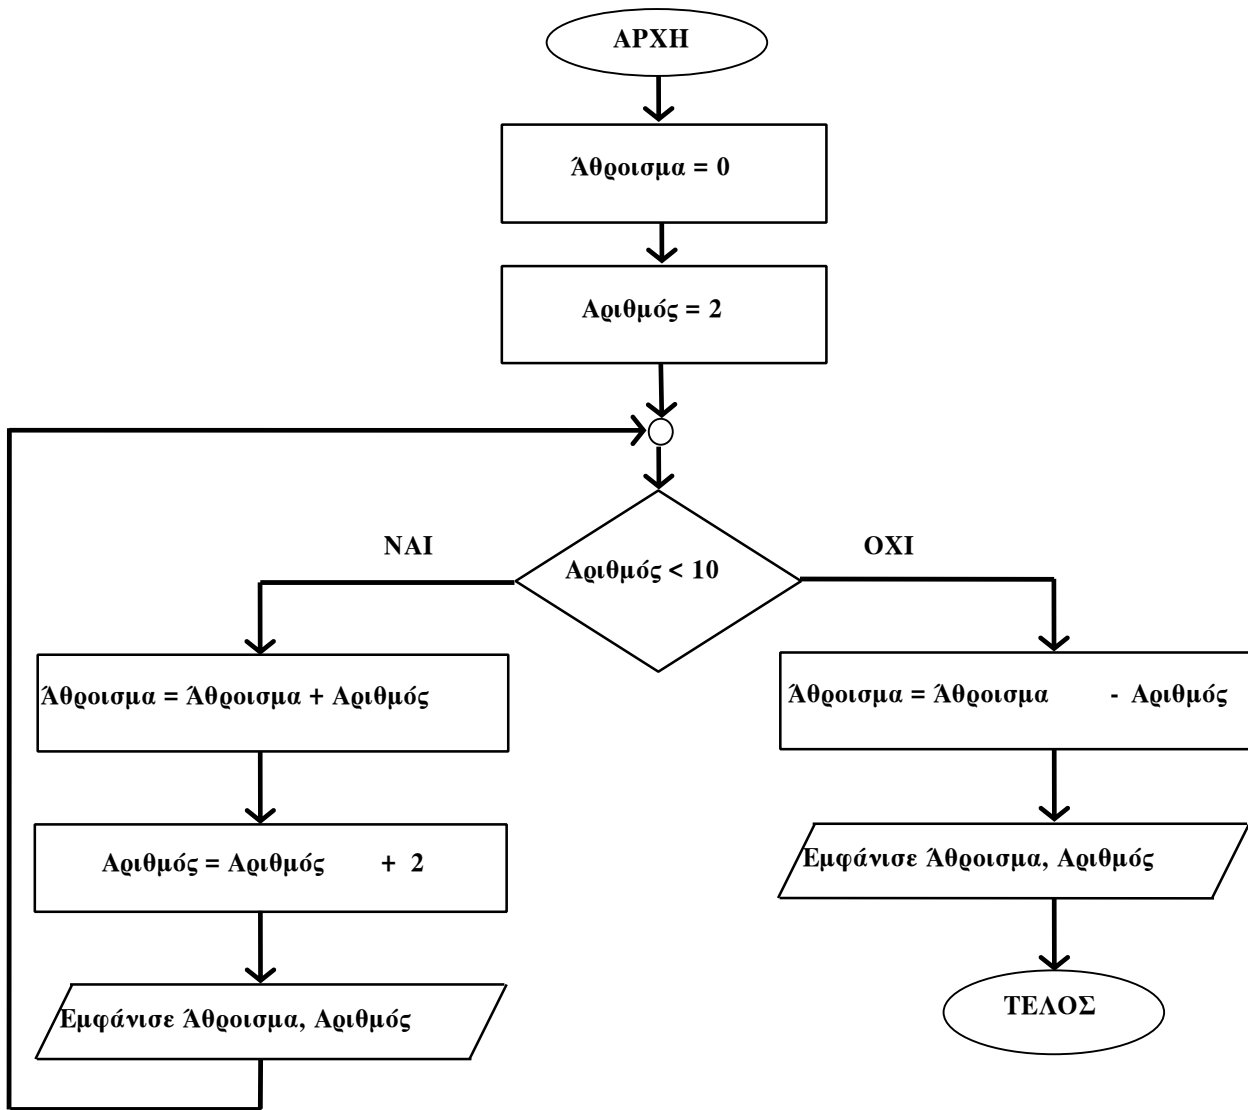 ΑΡΧΗ
Άθροισμα = 0
Αριθμός = 2
ΝΑΙ
ΟΧΙ
Αριθμός < 10
Άθροισμα = Άθροισμα + Αριθμός
Άθροισμα = Άθροισμα - Αριθμός
Αριθμός = Αριθμός + 2
Εμφάνισε Άθροισμα, Αριθμός
Εμφάνισε Άθροισμα, Αριθμός
ΤΕΛΟΣ